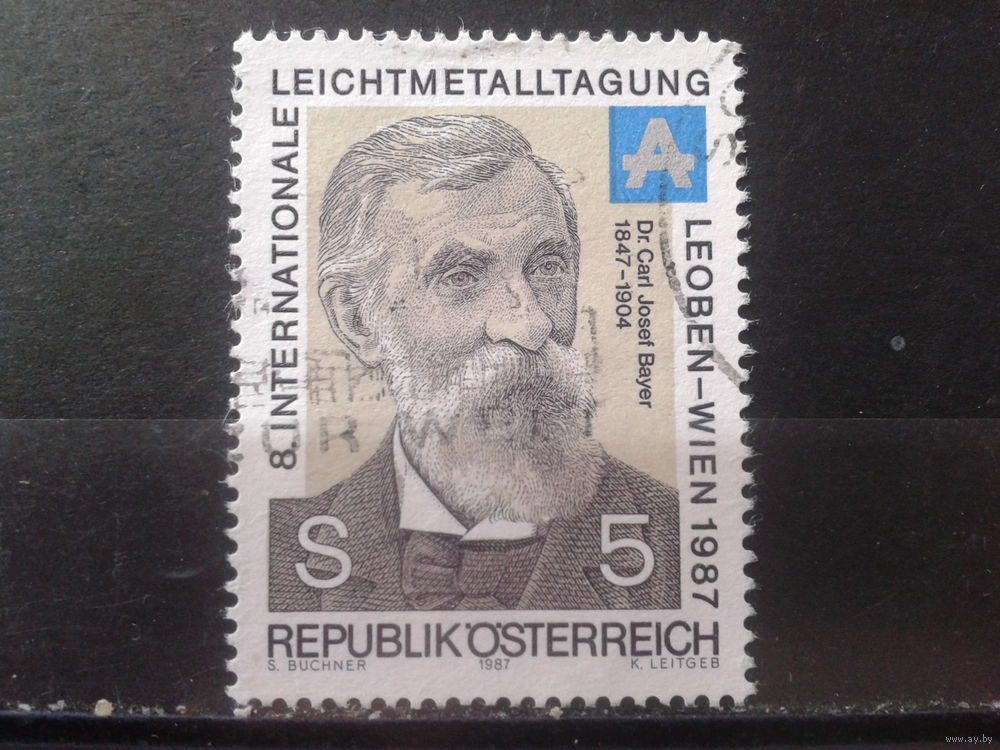 8. INTERNATIONALE
LEICHTMETALLTAGUNG
LEOBEN–WIEN 1987
A
Dr. Carl Josef Bayer
1847–1904
S 5
REPUBLIK ÖSTERREICH
S. BUCHNER 1987 K. LEITGEB
www.ay.by